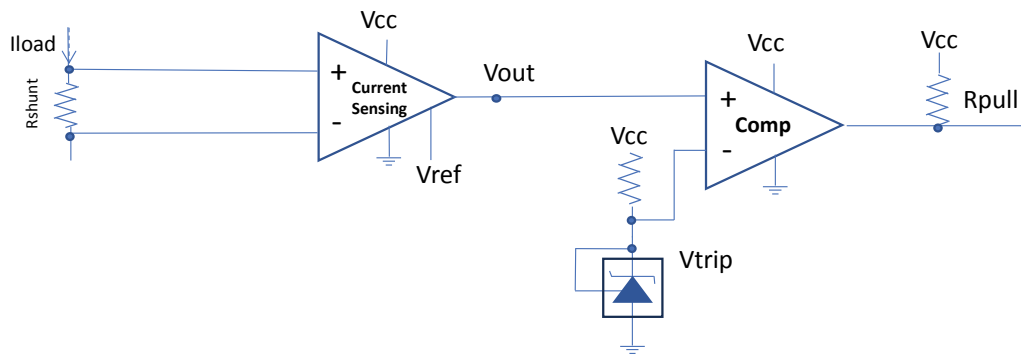 Iload
Rshunt
Vcc
+
Current
Sensing
-
Vref
Vout
Vcc
+
Comp
-
Vcc
Vtrip
Vcc
Rpull